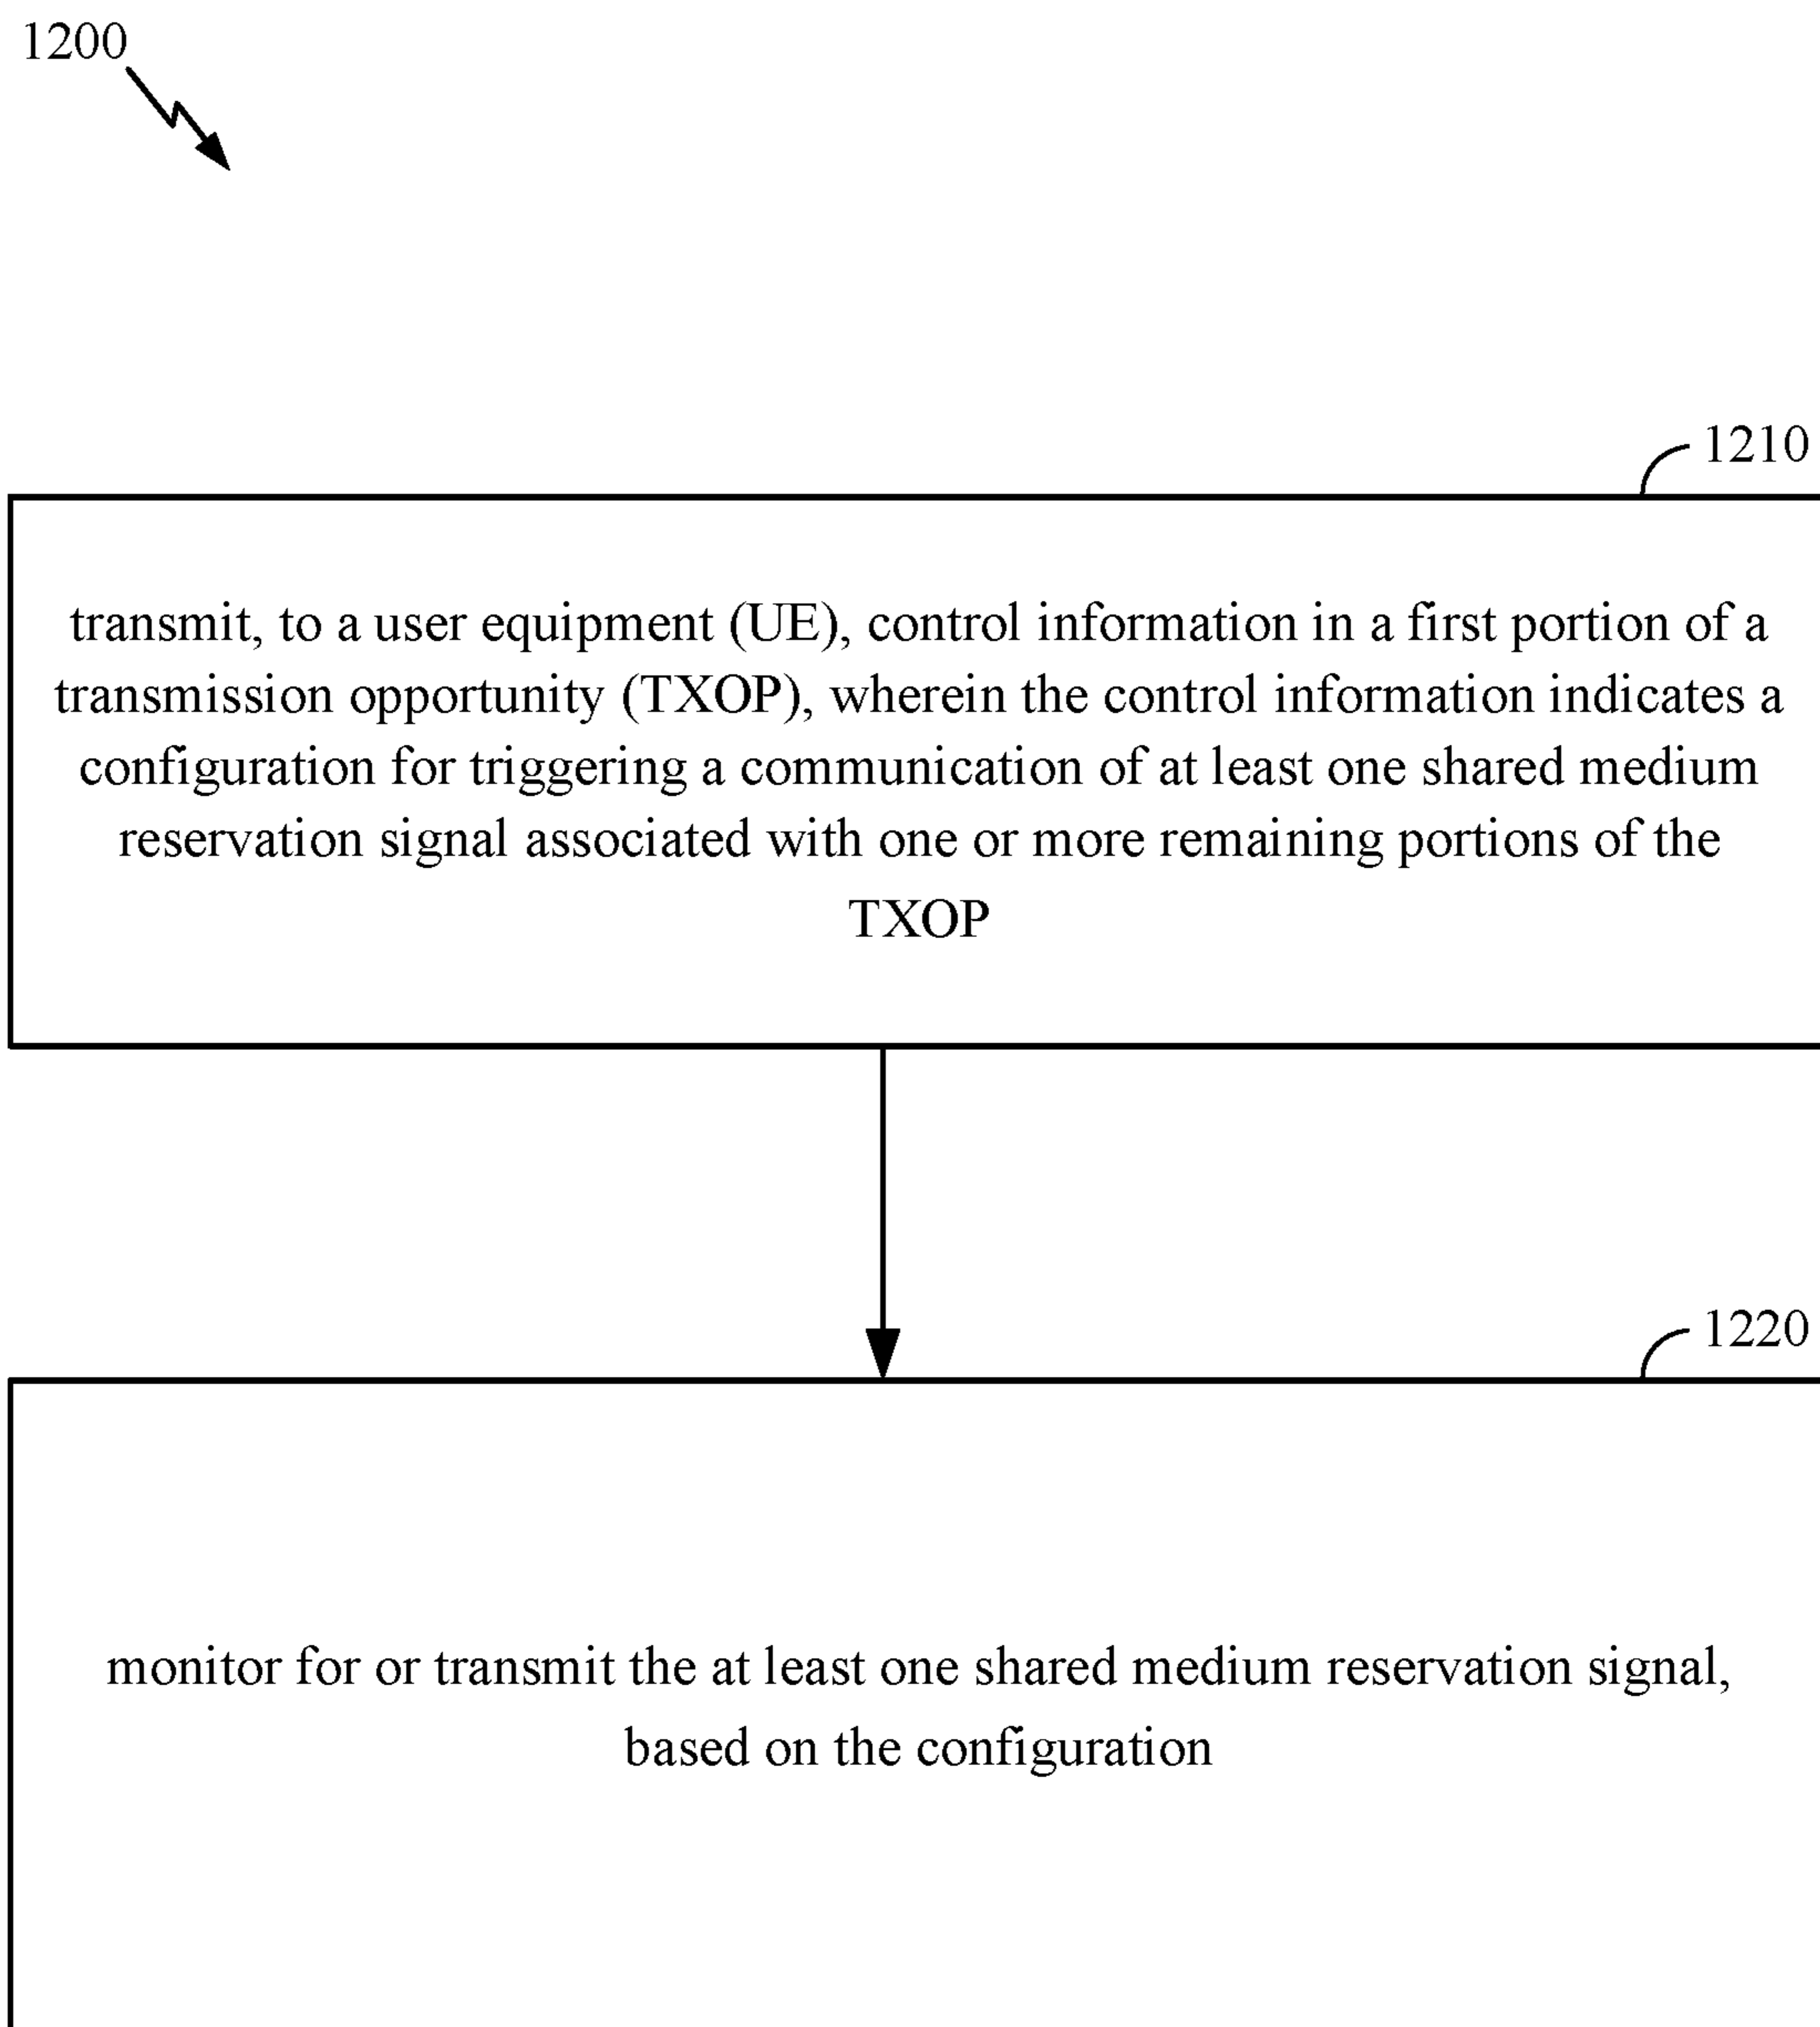 1200
1210
transmit, to a user equipment (UE), control information in a first portion of a
transmission opportunity (TXOP), wherein the control information indicates a
configuration for triggering a communication of at least one shared medium
reservation signal associated with one or more remaining portions of the
TXOP
1220
monitor for or transmit the at least one shared medium reservation signal,
based on the configuration